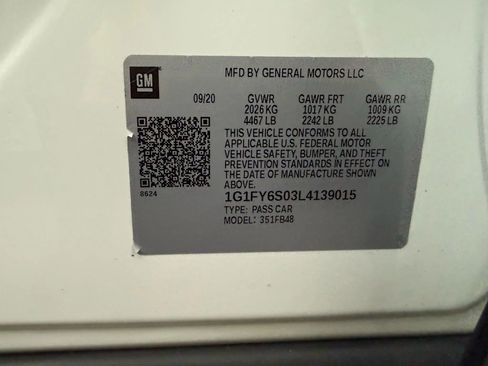 GM
MFD BY GENERAL MOTORS LLC
09/20 GVWR GAWR FRT GAWR RR
2026 KG 1017 KG 1009 KG
4467 LB 2242 LB 2225 LB
THIS VEHICLE CONFORMS TO ALL
APPLICABLE U.S. FEDERAL MOTOR
VEHICLE SAFETY, BUMPER, AND THEFT
PREVENTION STANDARDS IN EFFECT ON
THE DATE OF MANUFACTURE SHOWN ABOVE.
8624
1G1FY6S03L4139015
TYPE: PASS CAR
MODEL: 351FB48